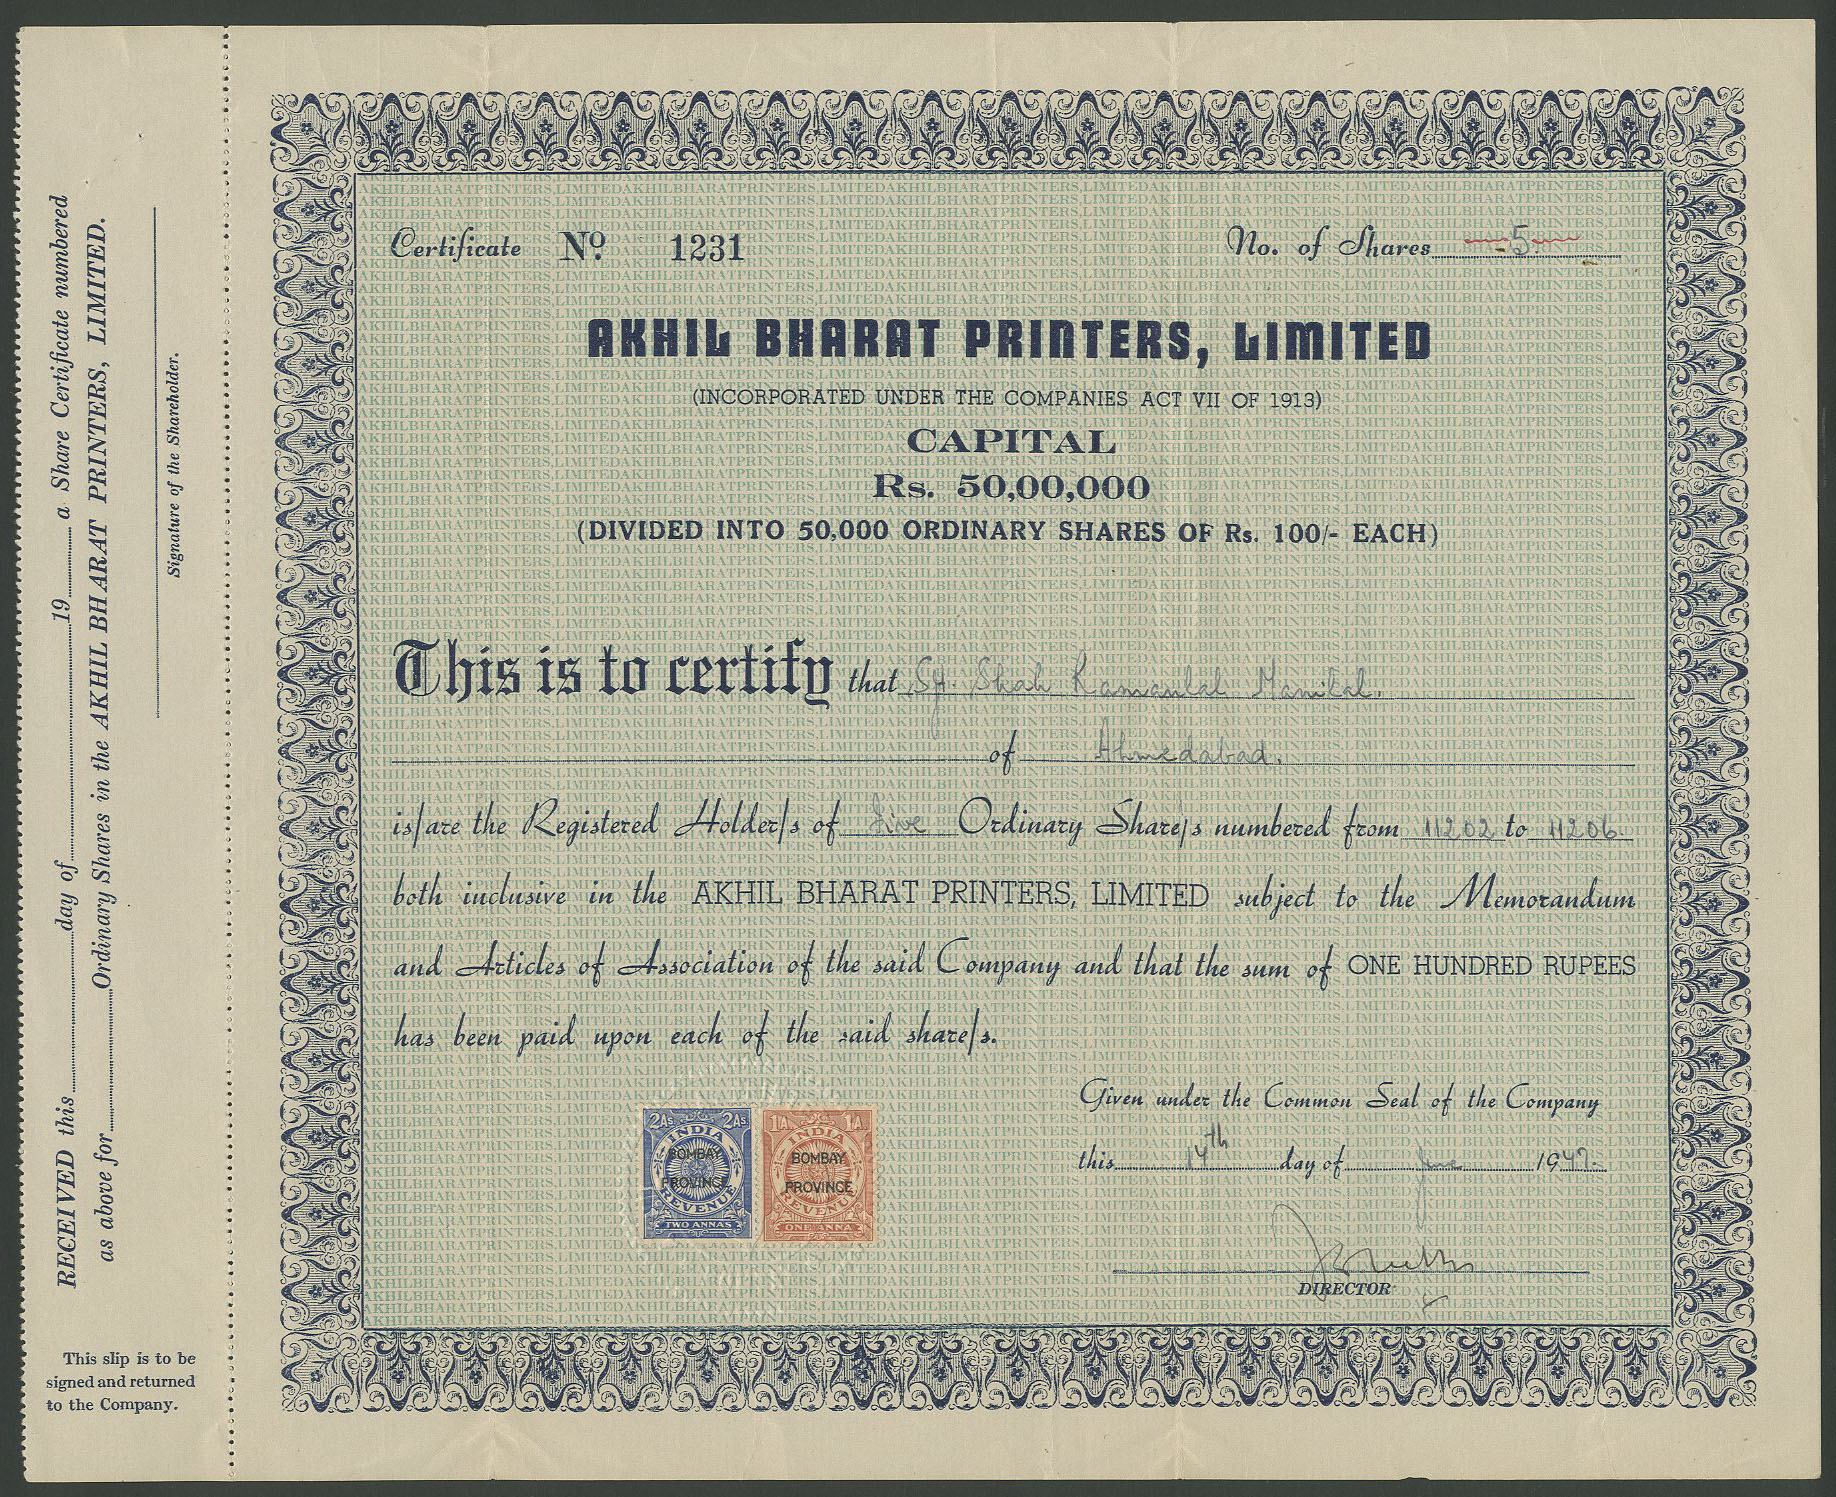 RECEIVED this day of 19 a Share Certificate numbered
as above for Ordinary Shares in the AKHIL BHARAT PRINTERS, LIMITED.
Signature of the Shareholder.
This slip is to be
signed and returned
to the Company.
Certificate No. 1231 No. of Shares -5-
AKHIL BHARAT PRINTERS, LIMITED
(INCORPORATED UNDER THE COMPANIES ACT VII OF 1913)
CAPITAL
Rs. 50,00,000
(DIVIDED INTO 50,000 ORDINARY SHARES OF Rs. 100/- EACH)
This is to certify that Sjt Shah Ramanlal Manilal.
of Ahmedabad.
is/are the Registered Holder/s of five Ordinary Share/s numbered from 11202 to 11206
both inclusive in the AKHIL BHARAT PRINTERS, LIMITED subject to the Memorandum
and Articles of Association of the said Company and that the sum of ONE HUNDRED RUPEES
has been paid upon each of the said share/s.
Given under the Common Seal of the Company
this 14th day of June 1947.
DIRECTOR
2As. 2As.
INDIA
BOMBAY
PROVINCE
REVENUE
TWO ANNAS
1A. 1A.
INDIA
BOMBAY
PROVINCE
REVENUE
ONE ANNA